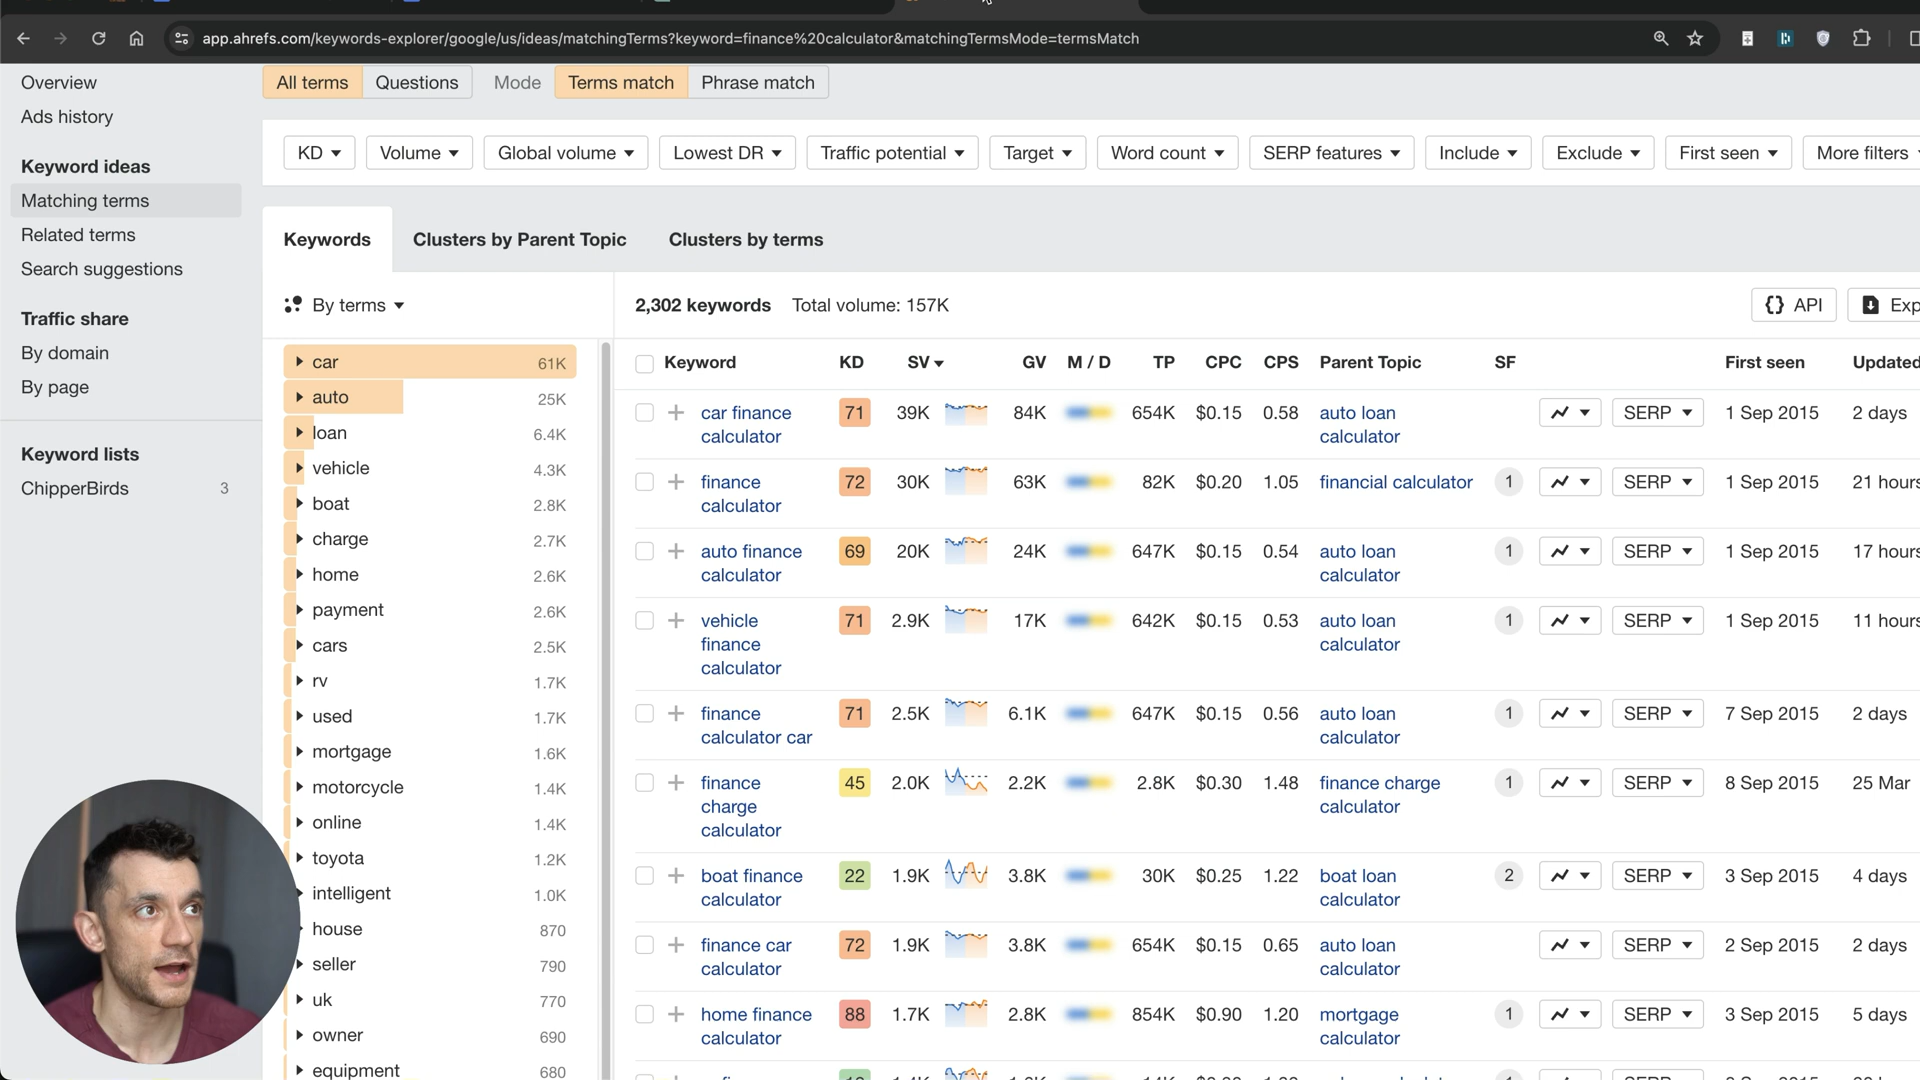 app.ahrefs.com/keywords-explorer/google/us/ideas/matchingTerms?keyword=finance%20calculator&matchingTermsMode=termsMatch
Overview
Ads history
Keyword ideas
Matching terms
Related terms
Search suggestions
Traffic share
By domain
By page
Keyword lists
ChipperBirds 3
All terms Questions Mode Terms match Phrase match
KD Volume Global volume Lowest DR Traffic potential Target Word count SERP features Include Exclude First seen More filters
Keywords Clusters by Parent Topic Clusters by terms
By terms
car 61K
auto 25K
loan 6.4K
vehicle 4.3K
boat 2.8K
charge 2.7K
home 2.6K
payment 2.6K
cars 2.5K
rv 1.7K
used 1.7K
mortgage 1.6K
motorcycle 1.4K
online 1.4K
toyota 1.2K
intelligent 1.0K
house 870
seller 790
uk 770
owner 690
equipment 680
2,302 keywords Total volume: 157K
{} API Exp
Keyword KD SV GV M / D TP CPC CPS Parent Topic SF First seen Updated
car finance 71 39K 84K 654K $0.15 0.58 auto loan SERP 1 Sep 2015 2 days
calculator calculator
finance 72 30K 63K 82K $0.20 1.05 financial calculator 1 SERP 1 Sep 2015 21 hours
calculator
auto finance 69 20K 24K 647K $0.15 0.54 auto loan 1 SERP 1 Sep 2015 17 hours
calculator calculator
vehicle 71 2.9K 17K 642K $0.15 0.53 auto loan 1 SERP 1 Sep 2015 11 hours
finance calculator
calculator
finance 71 2.5K 6.1K 647K $0.15 0.56 auto loan 1 SERP 7 Sep 2015 2 days
calculator car calculator
finance 45 2.0K 2.2K 2.8K $0.30 1.48 finance charge 1 SERP 8 Sep 2015 25 Mar
charge calculator
calculator
boat finance 22 1.9K 3.8K 30K $0.25 1.22 boat loan 2 SERP 3 Sep 2015 4 days
calculator calculator
finance car 72 1.9K 3.8K 654K $0.15 0.65 auto loan SERP 2 Sep 2015 2 days
calculator calculator
home finance 88 1.7K 2.8K 854K $0.90 1.20 mortgage 1 SERP 3 Sep 2015 5 days
calculator calculator